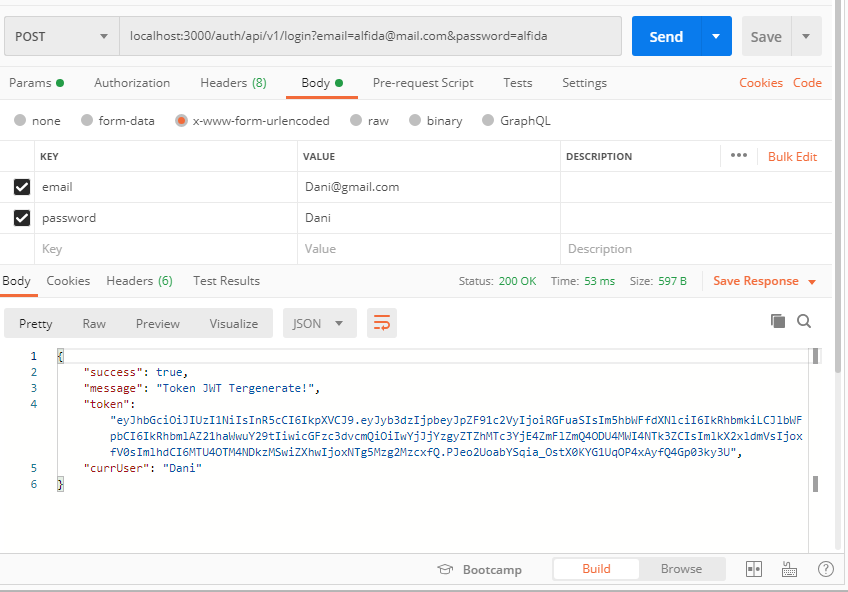 POST localhost:3000/auth/api/v1/login?email=alfida@mail.com&password=alfida Send Save
Params Authorization Headers (8) Body Pre-request Script Tests Settings Cookies Code
none form-data x-www-form-urlencoded raw binary GraphQL
KEY VALUE DESCRIPTION ••• Bulk Edit
email Dani@gmail.com
password Dani
Key Value Description
Body Cookies Headers (6) Test Results Status: 200 OK Time: 53 ms Size: 597 B Save Response
Pretty Raw Preview Visualize JSON
1 {
2 "success": true,
3 "message": "Token JWT Tergenerate!",
4 "token":
"eyJhbGciOiJIUzI1NiIsInR5cCI6IkpXVCJ9.eyJyb3dzIjpbeyJpZF91c2VyIjoiRGFuaSIsIm5hbWFfdXNlciI6IkRhbmkiLCJlbWF
pbCI6IkRhbmlAZ21haWwuY29tIiwicGFzc3dvcmQiOiIwYjJjYzgyZTZhMTc3YjE4ZmFlZmQ4ODU4MWI4NTk3ZCIsImlkX2xldmVsIjox
fV0sImlhdCI6MTU4OTM4NDkzMSwiZXhwIjoxNTg5Mzg2MzcxfQ.PJeo2UoabYSqia_OstX0KYG1UqOP4xAyfQ4Gp03ky3U",
5 "currUser": "Dani"
6 }
Bootcamp Build Browse ?